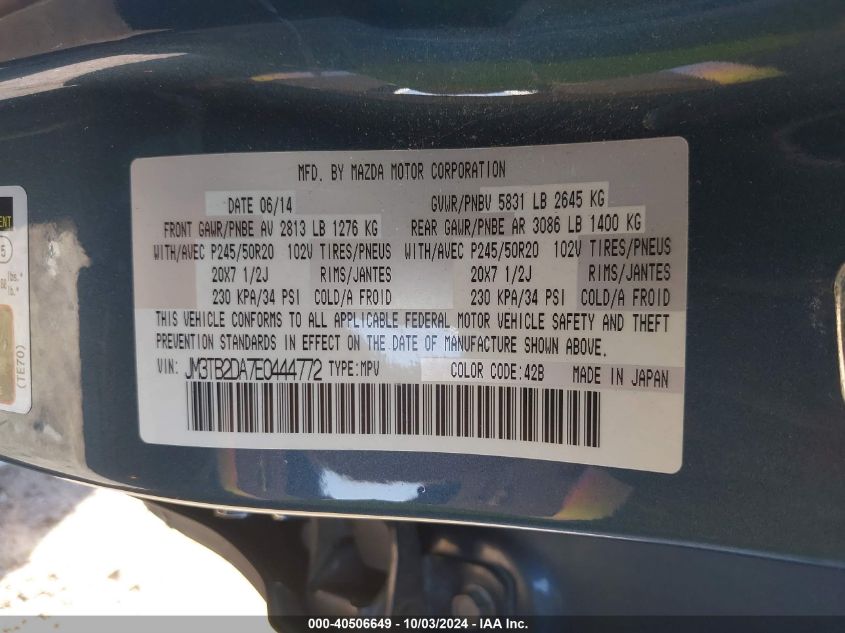 MFD. BY MAZDA MOTOR CORPORATION
DATE 06/14 GVWR/PNBV 5831 LB 2645 KG
FRONT GAWR/PNBE AV 2813 LB 1276 KG REAR GAWR/PNBE AR 3086 LB 1400 KG
WITH/AVEC P245/50R20 102V TIRES/PNEUS WITH/AVEC P245/50R20 102V TIRES/PNEUS
20X7 1/2J RIMS/JANTES 20X7 1/2J RIMS/JANTES
230 KPA/34 PSI COLD/A FROID 230 KPA/34 PSI COLD/A FROID
THIS VEHICLE CONFORMS TO ALL APPLICABLE FEDERAL MOTOR VEHICLE SAFETY AND THEFT
PREVENTION STANDARDS IN EFFECT ON THE DATE OF MANUFACTURE SHOWN ABOVE.
VIN: JM3TB2DA7E0444772 TYPE: MPV COLOR CODE: 42B MADE IN JAPAN
lbs.*
lb.*
(TE70)
000-40506649 - 10/03/2024 - IAA Inc.